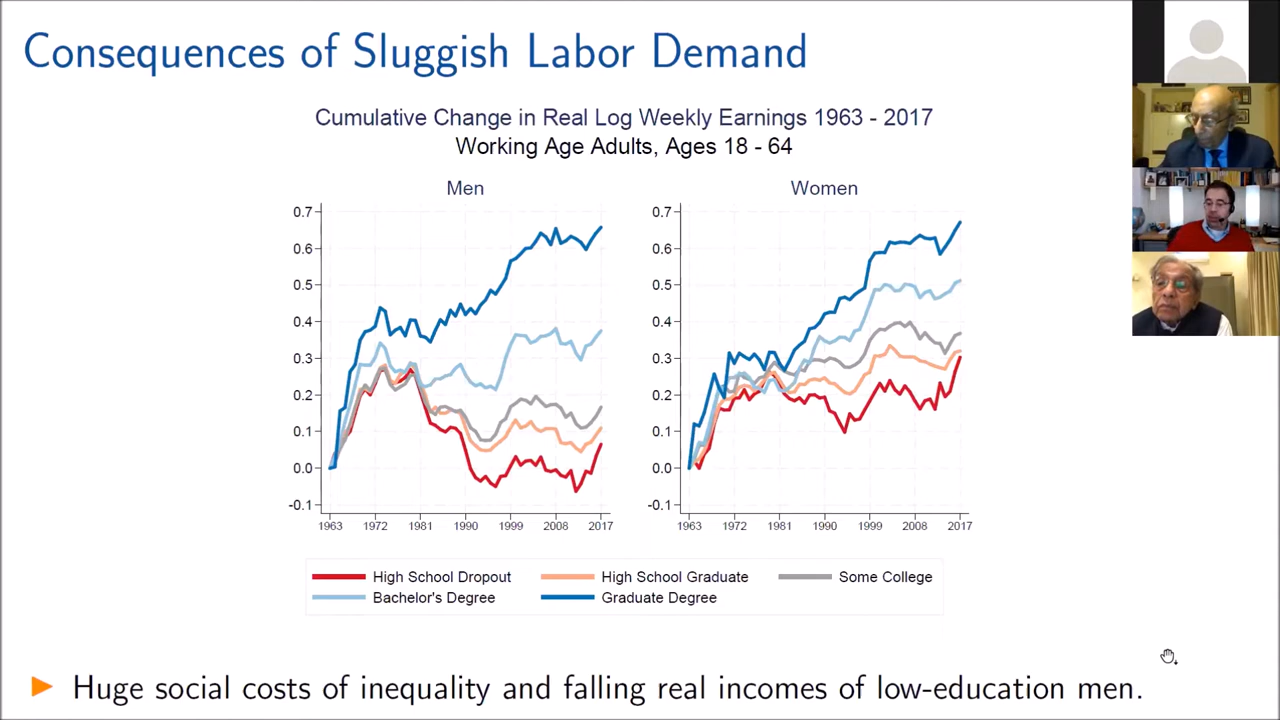 Consequences of Sluggish Labor Demand
Cumulative Change in Real Log Weekly Earnings 1963 - 2017
Working Age Adults, Ages 18 - 64
Men
Women
0.7
0.6
0.5
0.4
0.3
0.2
0.1
0.0
-0.1
1963 1972 1981 1990 1999 2008 2017
0.7
0.6
0.5
0.4
0.3
0.2
0.1
0.0
-0.1
1963 1972 1981 1990 1999 2008 2017
High School Dropout High School Graduate Some College
Bachelor's Degree Graduate Degree
Huge social costs of inequality and falling real incomes of low-education men.